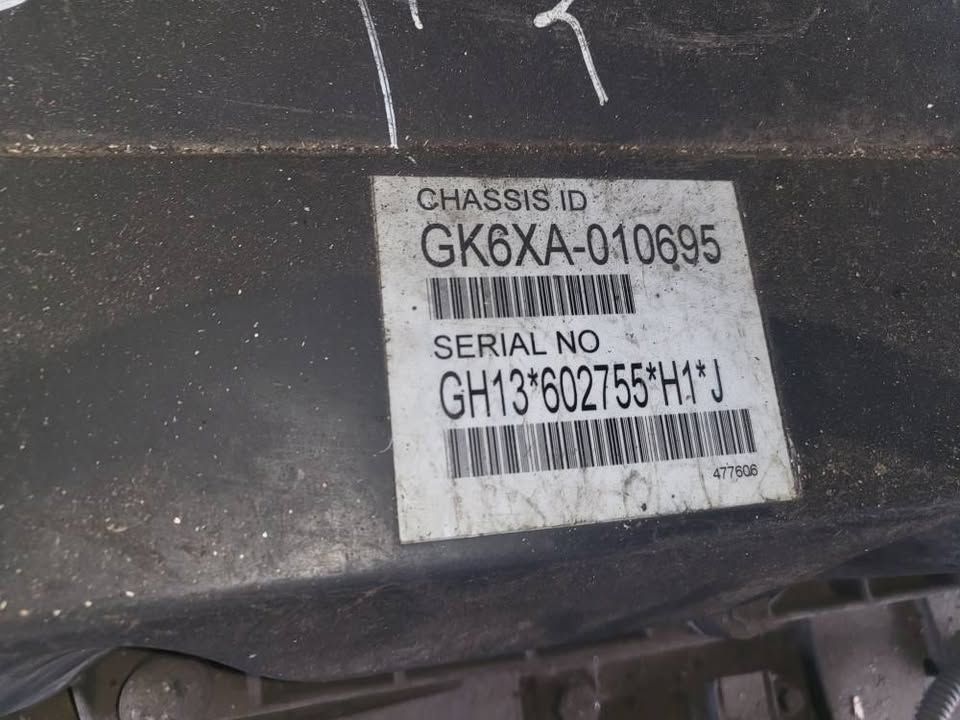 CHASSIS ID
GK6XA-010695
SERIAL NO
GH13*602755*H1*J
477606